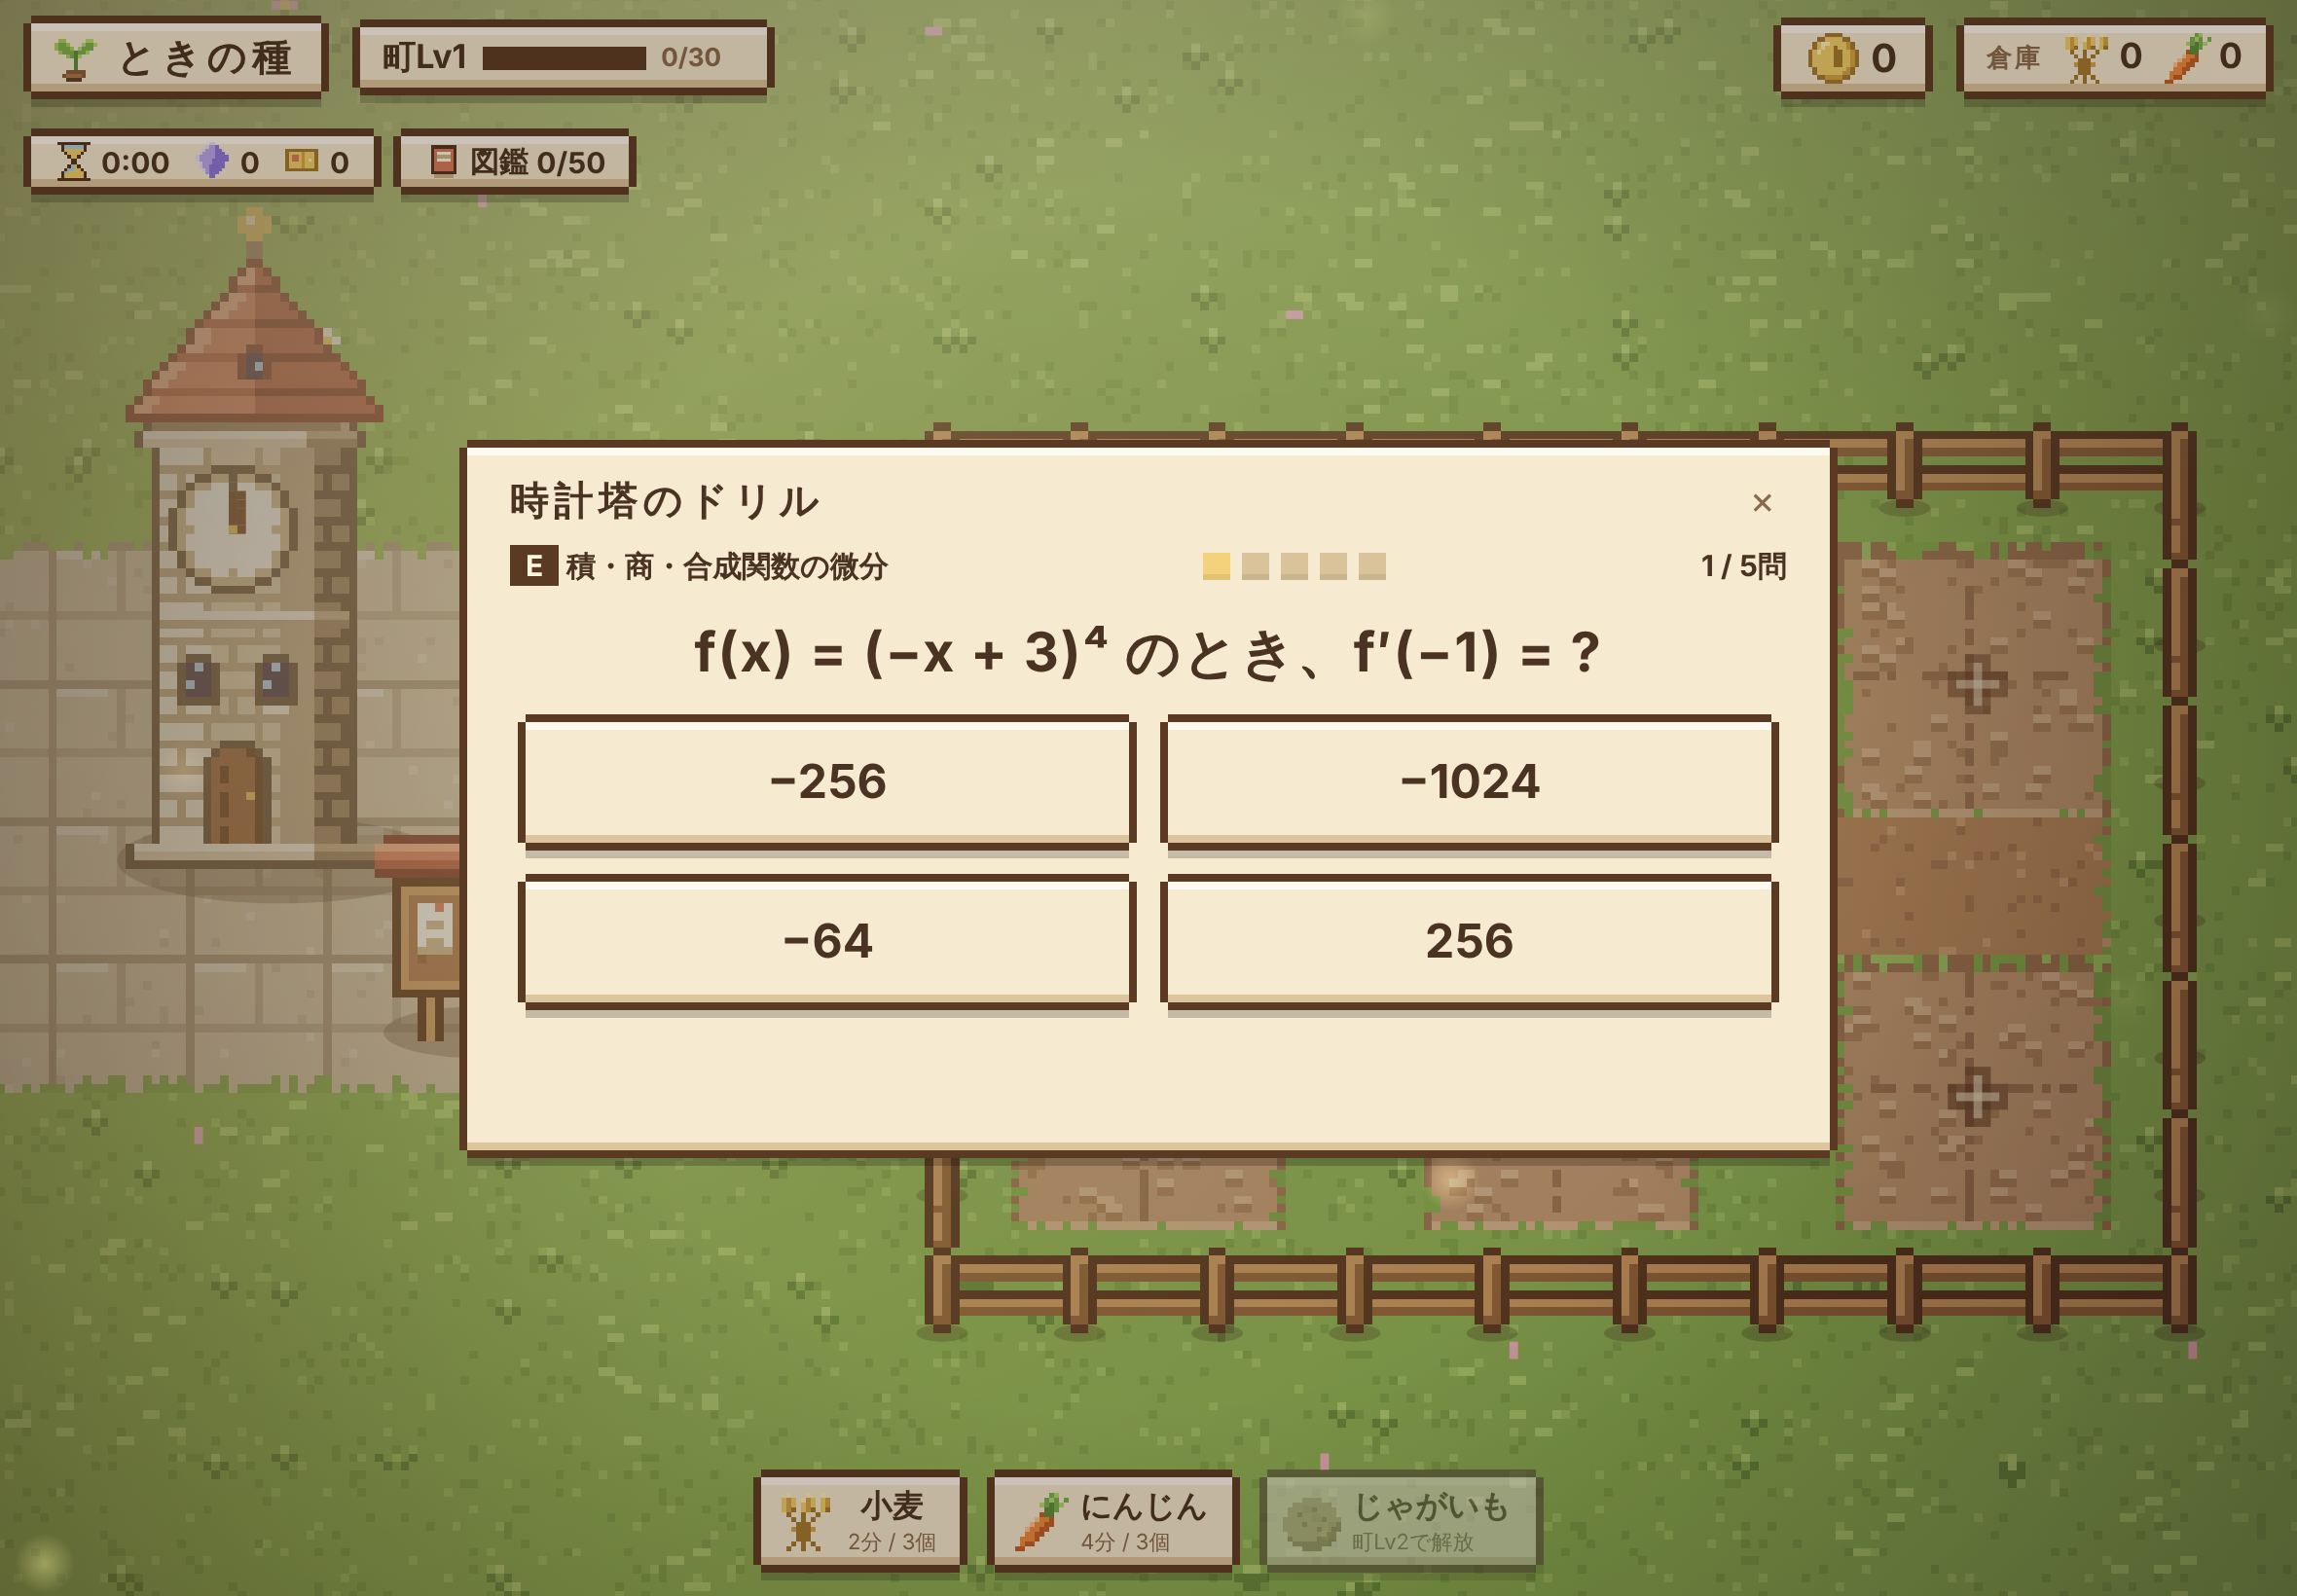 ときの種
町Lv1 0/30
0
倉庫 0 0
0:00 0 0
図鑑 0/50
時計塔のドリル
×
E 積・商・合成関数の微分
1 / 5問
f(x) = (−x + 3)⁴ のとき、f′(−1) = ?
−256
−1024
−64
256
小麦
2分 / 3個
にんじん
4分 / 3個
じゃがいも
町Lv2で解放